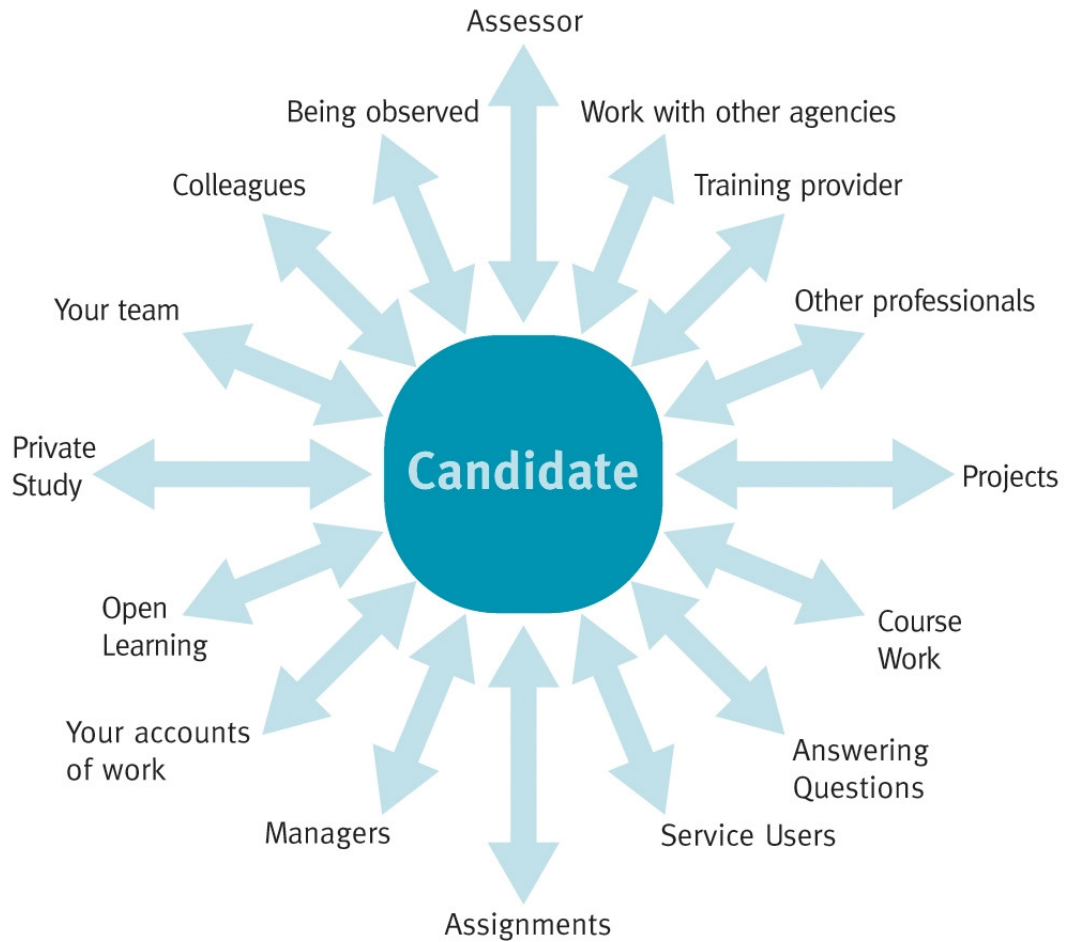 Assessor
Being observed
Work with other agencies
Colleagues
Training provider
Your team
Other professionals
Private
Study
Candidate
Projects
Open
Learning
Course
Work
Your accounts
of work
Answering
Questions
Managers
Service Users
Assignments